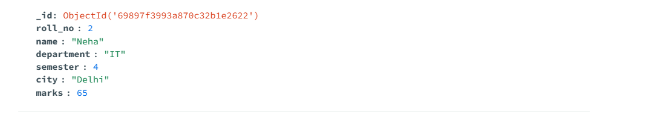 _id: ObjectId('69897f3993a870c32b1e2622')
roll_no : 2
name : "Neha"
department : "IT"
semester : 4
city : "Delhi"
marks : 65